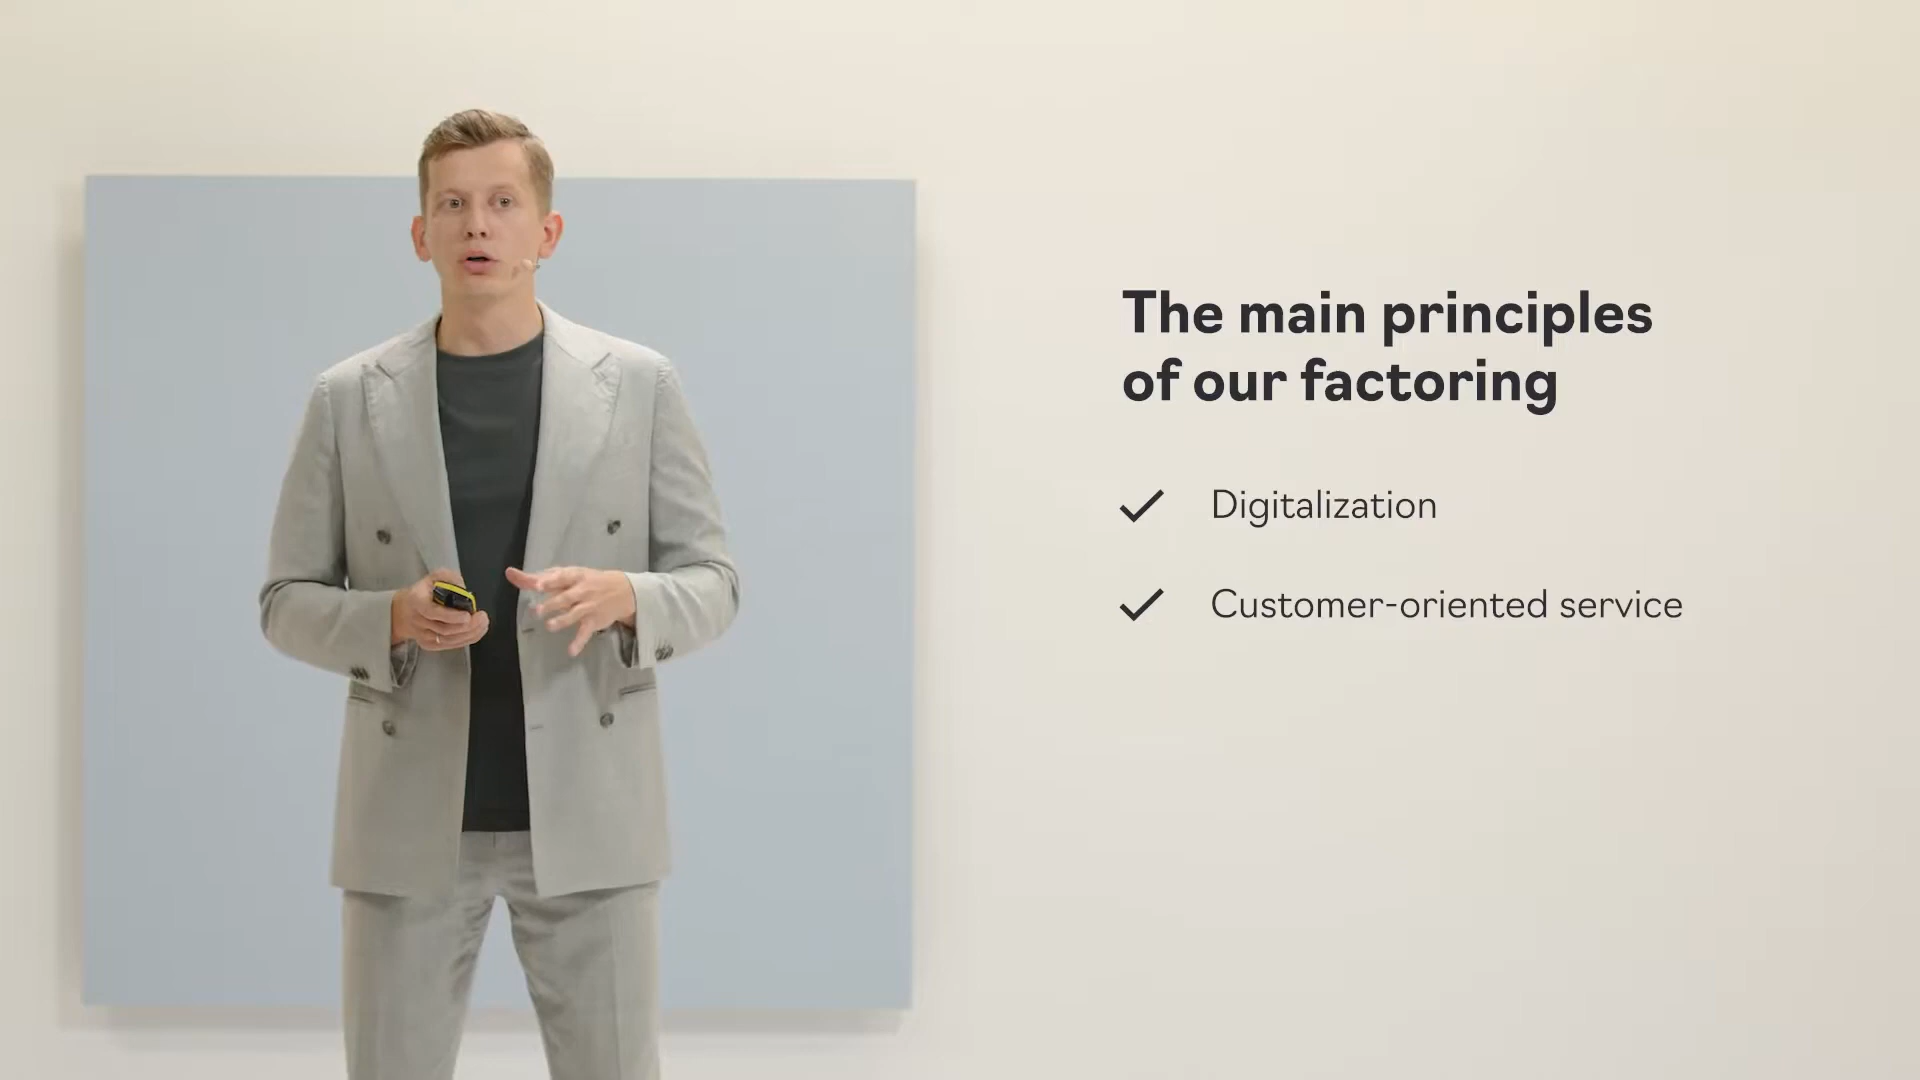 The main principles
of our factoring
Digitalization
Customer-oriented service